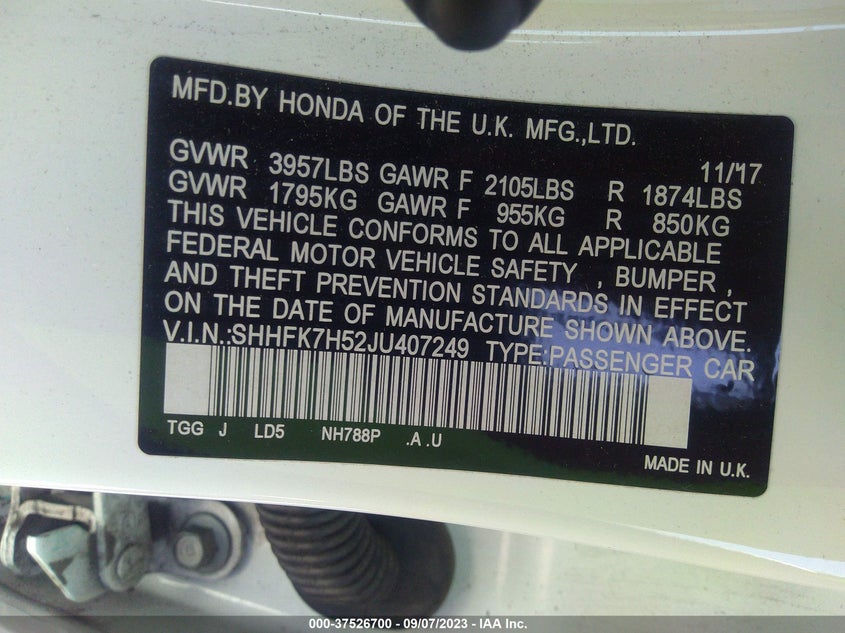 MFD.BY HONDA OF THE U.K. MFG.,LTD.
11/17
GVWR 3957LBS GAWR F 2105LBS R 1874LBS
GVWR 1795KG GAWR F 955KG R 850KG
THIS VEHICLE CONFORMS TO ALL APPLICABLE
FEDERAL MOTOR VEHICLE SAFETY , BUMPER ,
AND THEFT PREVENTION STANDARDS IN EFFECT
ON THE DATE OF MANUFACTURE SHOWN ABOVE.
V.I.N.:SHHFK7H52JU407249 TYPE:PASSENGER CAR
TGG J LD5 NH788P .A .U
MADE IN U.K.
000-37526700 - 09/07/2023 - IAA Inc.